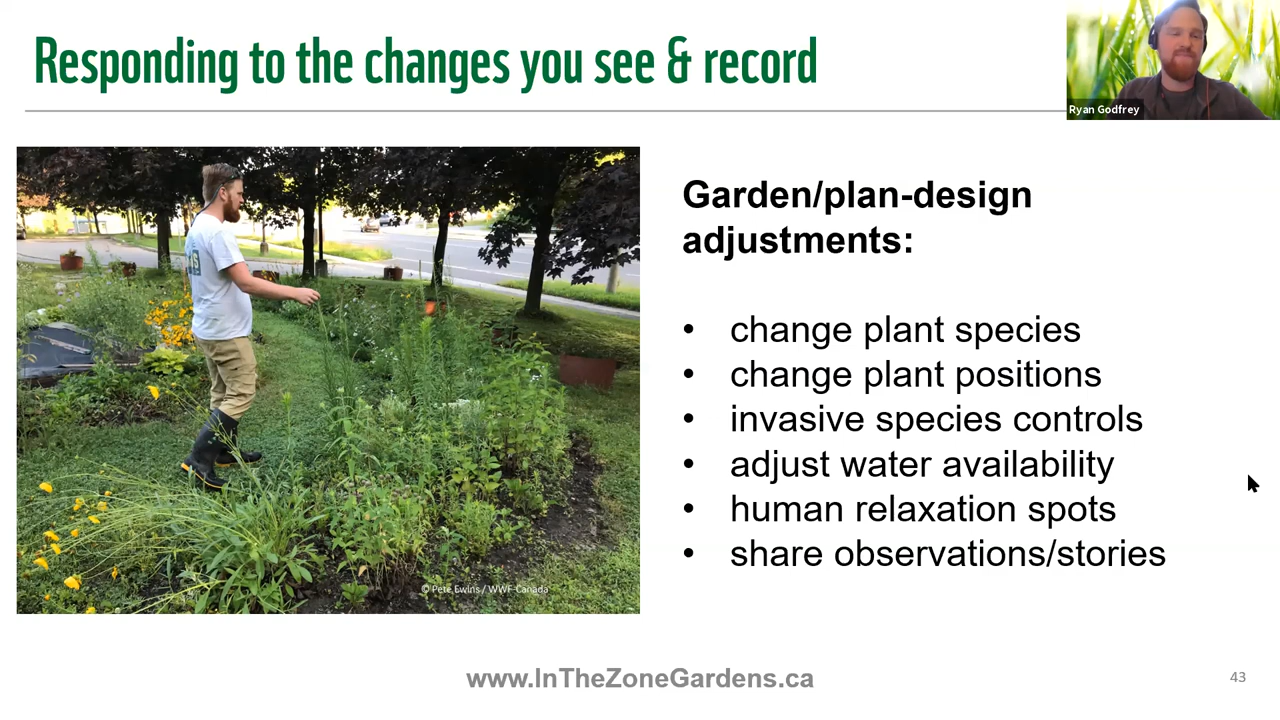 Responding to the changes you see & record
Ryan Godfrey
Garden/plan-design
adjustments:
• change plant species
• change plant positions
• invasive species controls
• adjust water availability
• human relaxation spots
• share observations/stories
© Pete Ewins / WWF-Canada
www.InTheZoneGardens.ca
43